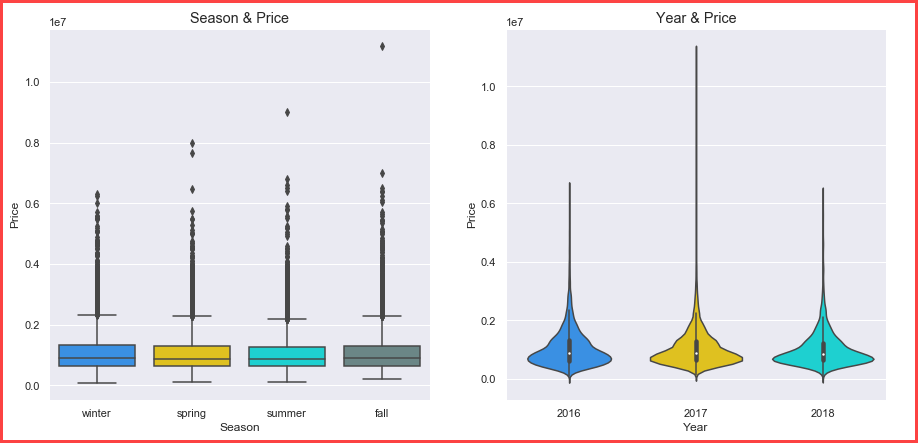 Season & Price
1e7
1.0
0.8
0.6
0.4
0.2
0.0
Price
winter spring summer fall
Season
Year & Price
1e7
1.0
0.8
0.6
0.4
0.2
0.0
Price
2016 2017 2018
Year